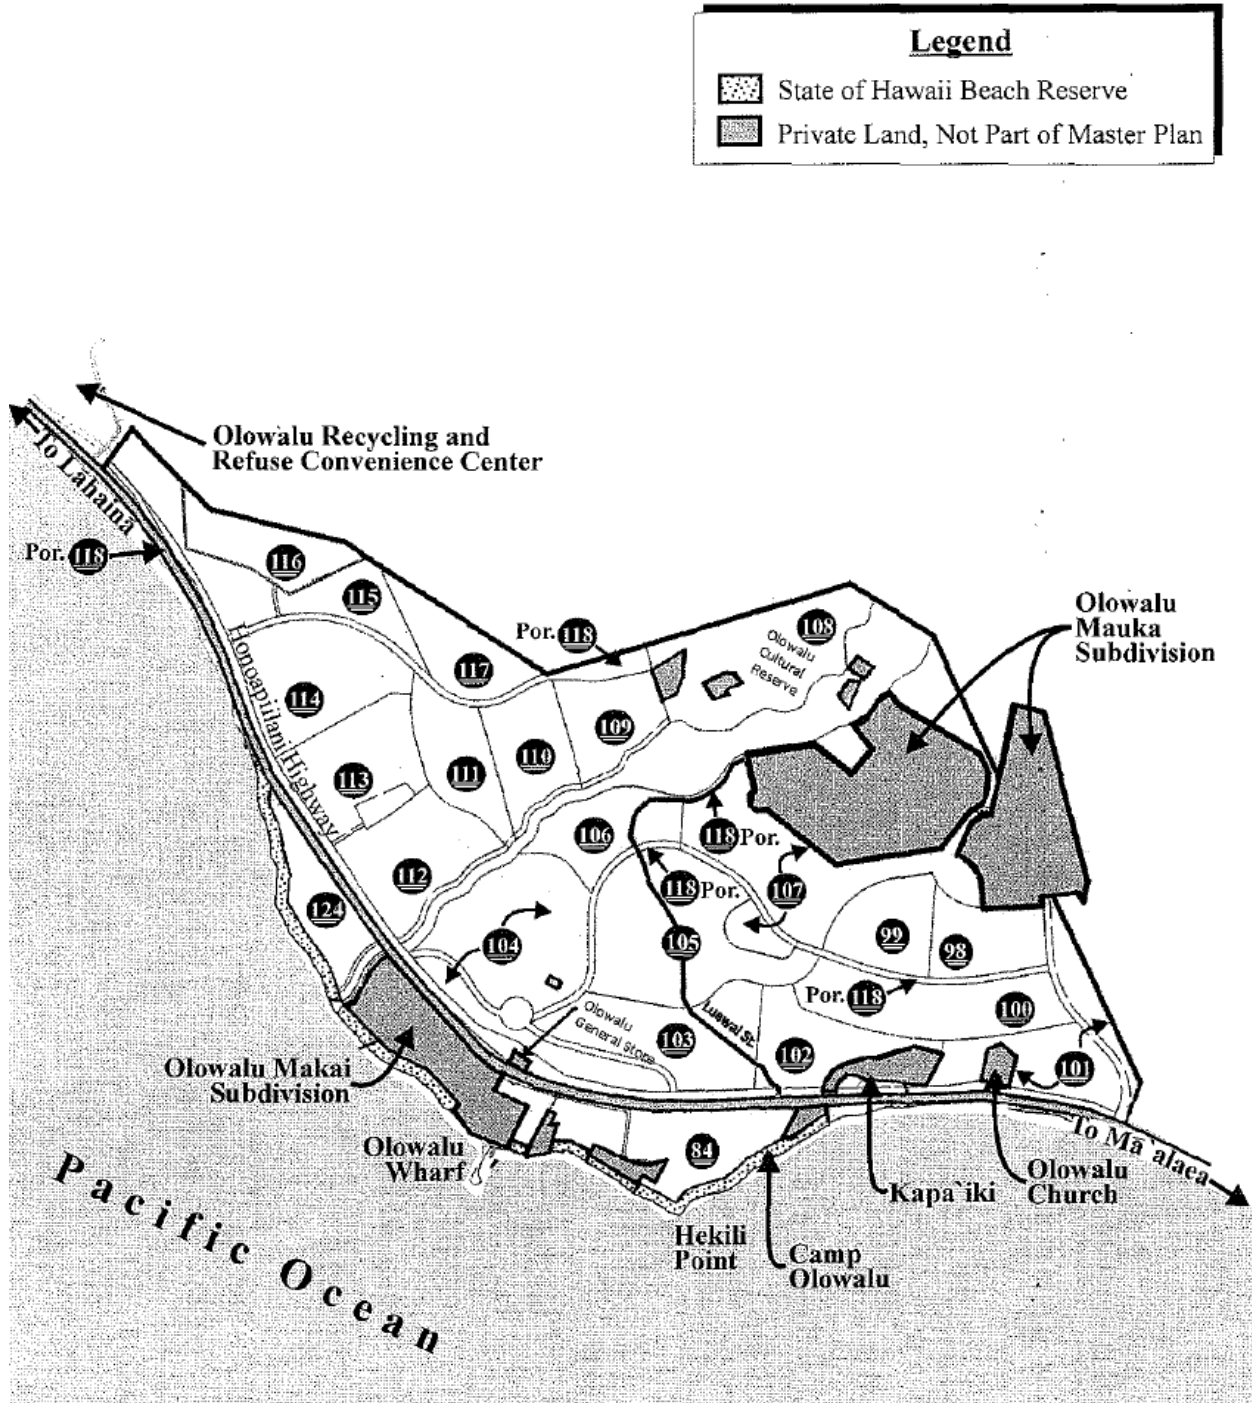 Legend
State of Hawaii Beach Reserve
Private Land, Not Part of Master Plan
Olowalu Recycling and
Refuse Convenience Center
To Lahaina
Por. 118
116
115
Por. 118
108
Olowalu
Cultural
Reserve
Olowalu
Mauka
Subdivision
117
114
109
110
111
113
Honoapiilani Highway
106
118 Por.
118 Por.
107
112
124
104
105
99
98
Por. 118
100
Olowalu
General Store
103
Luawai St.
102
101
Olowalu Makai
Subdivision
Olowalu
Wharf
84
To Ma`alaea
Kapa`iki
Olowalu
Church
Hekili
Point
Camp
Olowalu
Pacific Ocean